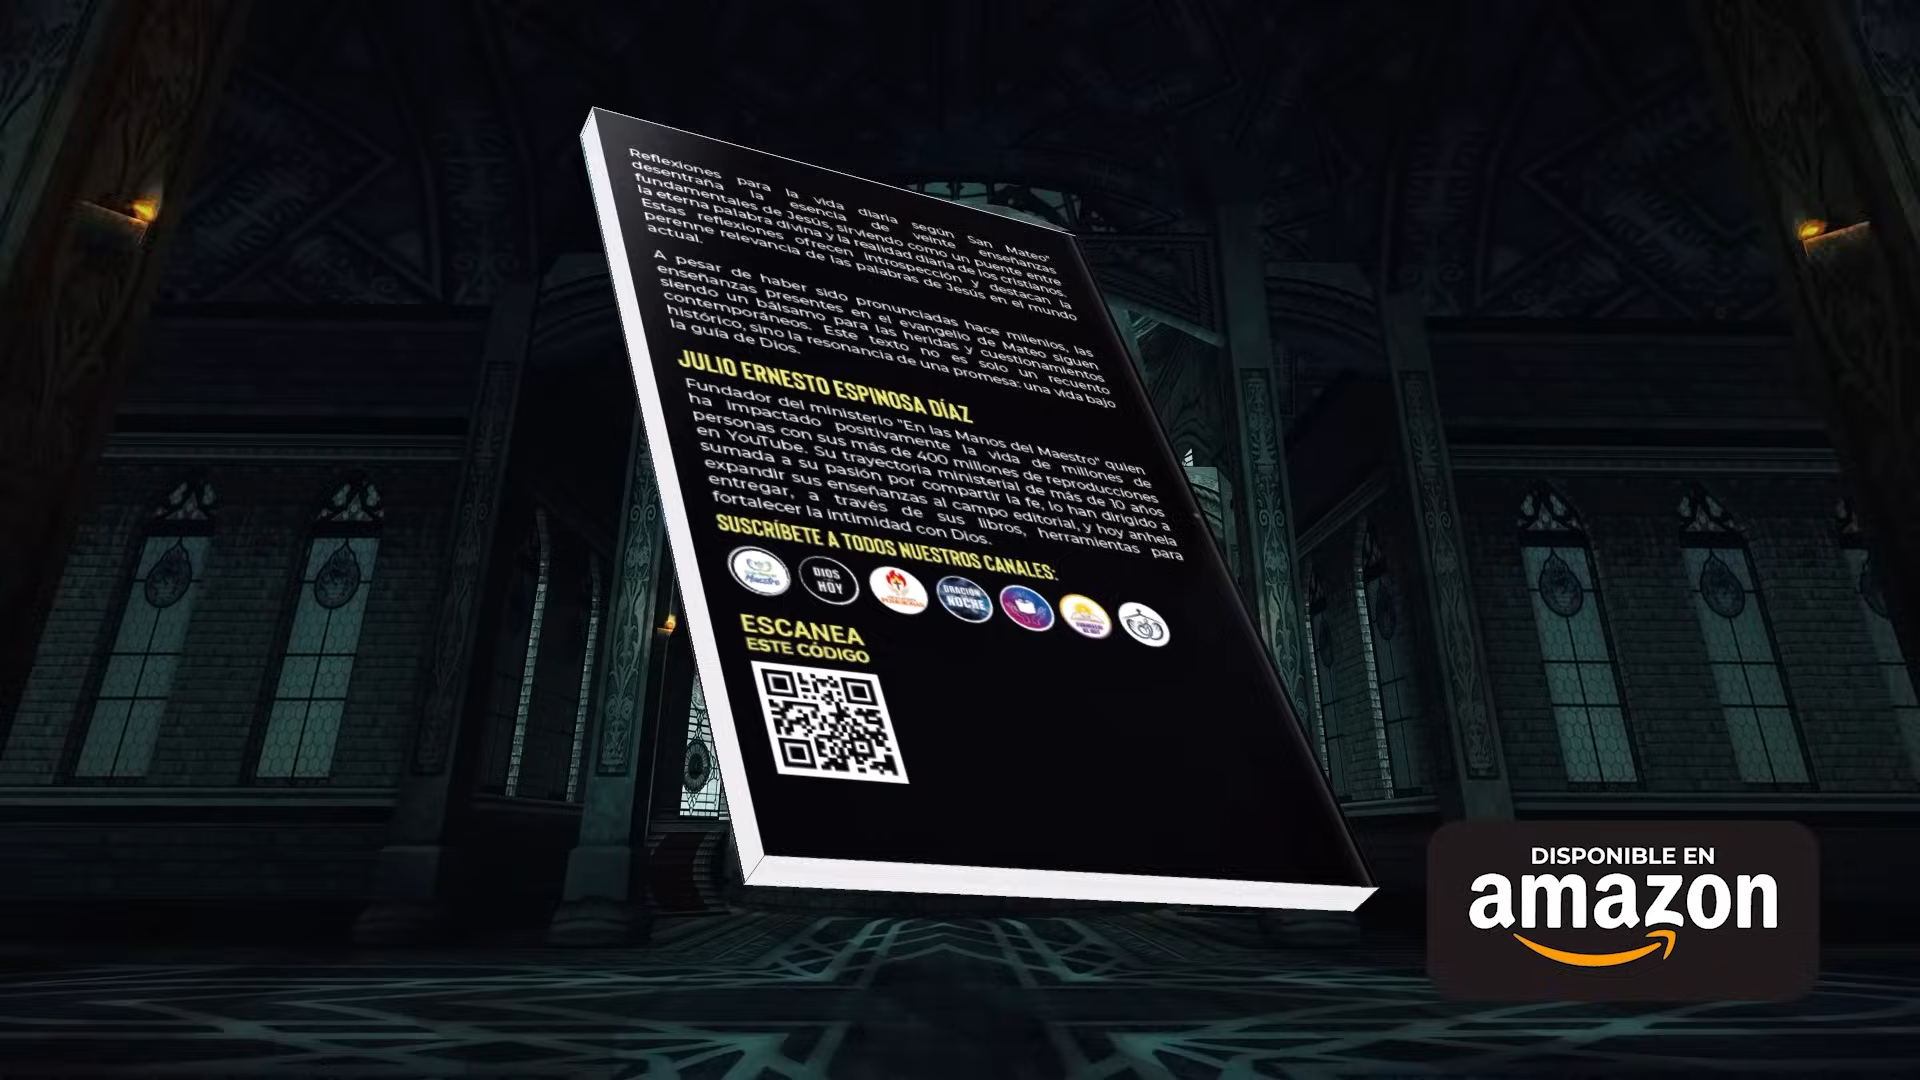 Reflexiones para la vida diaria según San Mateo"
desentraña la esencia de veinte enseñanzas
fundamentales de Jesús, sirviendo como un puente entre
la eterna palabra divina y la realidad diaria de los cristianos.
Estas reflexiones ofrecen introspección y destacan la
perenne relevancia de las palabras de Jesús en el mundo
actual.
A pesar de haber sido pronunciadas hace milenios, las
enseñanzas presentes en el evangelio de Mateo siguen
siendo un bálsamo para las heridas y cuestionamientos
contemporáneos. Este texto no es solo un recuento
histórico, sino la resonancia de una promesa: una vida bajo
la guía de Dios.
JULIO ERNESTO ESPINOSA DÍAZ
Fundador del ministerio "En las Manos del Maestro" quien
ha impactado positivamente la vida de millones de
personas con sus más de 400 millones de reproducciones
en YouTube. Su trayectoria ministerial de más de 10 años
sumada a su pasión por compartir la fe, lo han dirigido a
expandir sus enseñanzas al campo editorial, y hoy anhela
entregar, a través de sus libros, herramientas para
fortalecer la intimidad con Dios.
SUSCRÍBETE A TODOS NUESTROS CANALES:
Maestro
DIOS
HOY
ORACIÓN
NOCHE
ESCANEA
ESTE CÓDIGO
DISPONIBLE EN
amazon